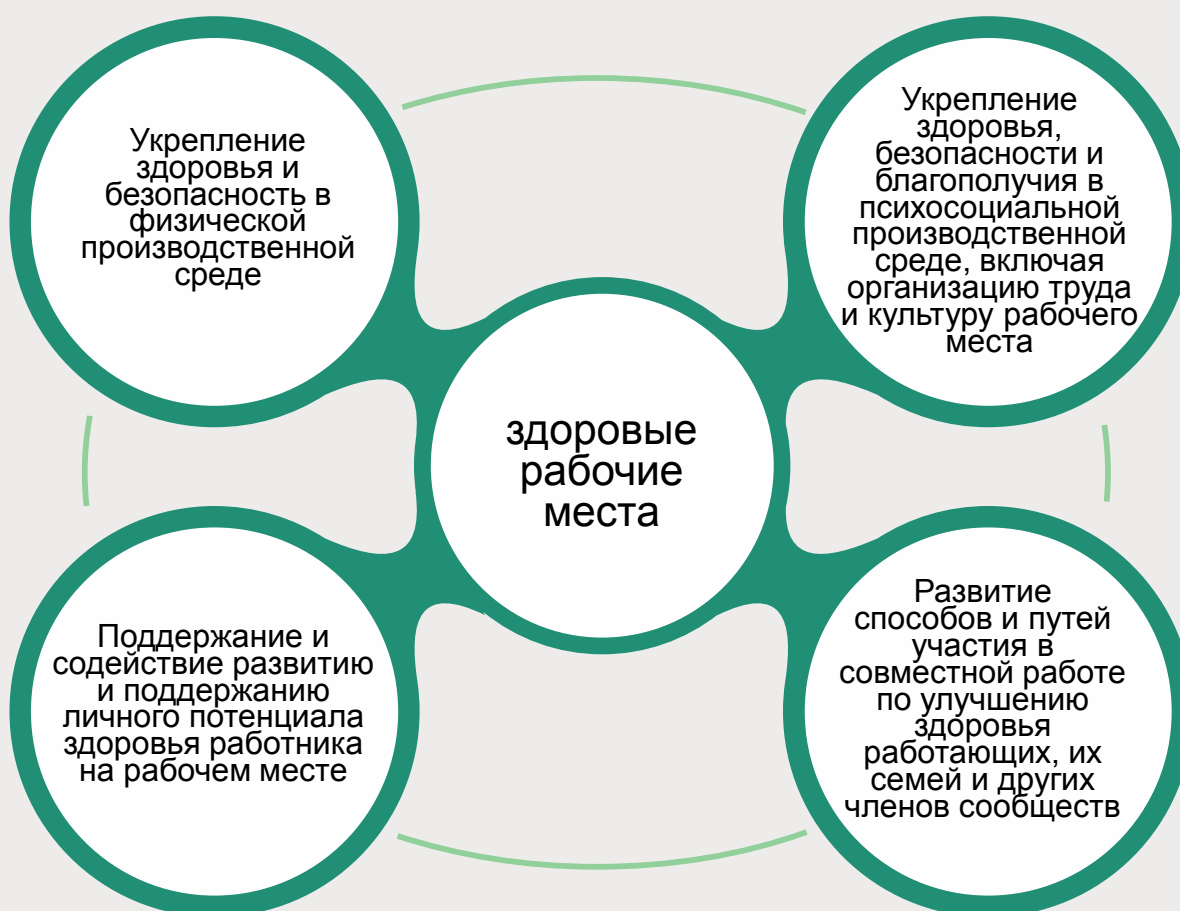 Укрепление
здоровья и
безопасность в
физической
производственной
среде
Укрепление
здоровья,
безопасности и
благополучия в
психосоциальной
производственной
среде, включая
организацию труда
и культуру рабочего
места
здоровые
рабочие
места
Поддержание и
содействие развитию
и поддержанию
личного потенциала
здоровья работника
на рабочем месте
Развитие
способов и путей
участия в
совместной работе
по улучшению
здоровья
работающих, их
семей и других
членов сообществ